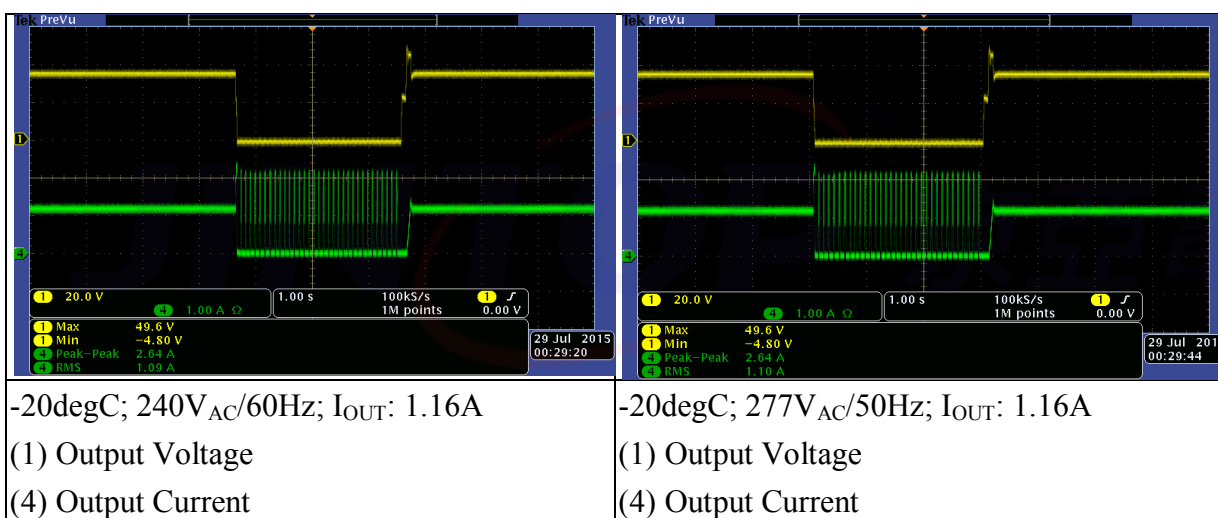 Tek PreVu
1
4
1 20.0 V
4 1.00 A Ω
1.00 s
100kS/s
1M points
1 ʃ
0.00 V
1 Max 49.6 V
1 Min −4.80 V
4 Peak−Peak 2.64 A
4 RMS 1.09 A
29 Jul 2015
00:29:20
Tek PreVu
1
4
1 20.0 V
4 1.00 A Ω
1.00 s
100kS/s
1M points
1 ʃ
0.00 V
1 Max 49.6 V
1 Min −4.80 V
4 Peak−Peak 2.64 A
4 RMS 1.10 A
29 Jul 201
00:29:44
-20degC; 240VAC/60Hz; IOUT: 1.16A
(1) Output Voltage
(4) Output Current
-20degC; 277VAC/50Hz; IOUT: 1.16A
(1) Output Voltage
(4) Output Current